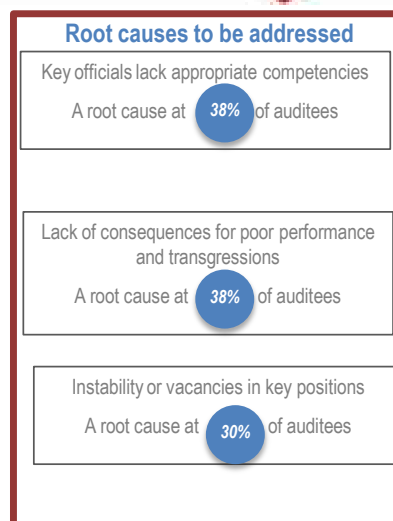 Root causes to be addressed
Key officials lack appropriate competencies
A root cause at 38% of auditees
Lack of consequences for poor performance
and transgressions
A root cause at 38% of auditees
Instability or vacancies in key positions
A root cause at 30% of auditees